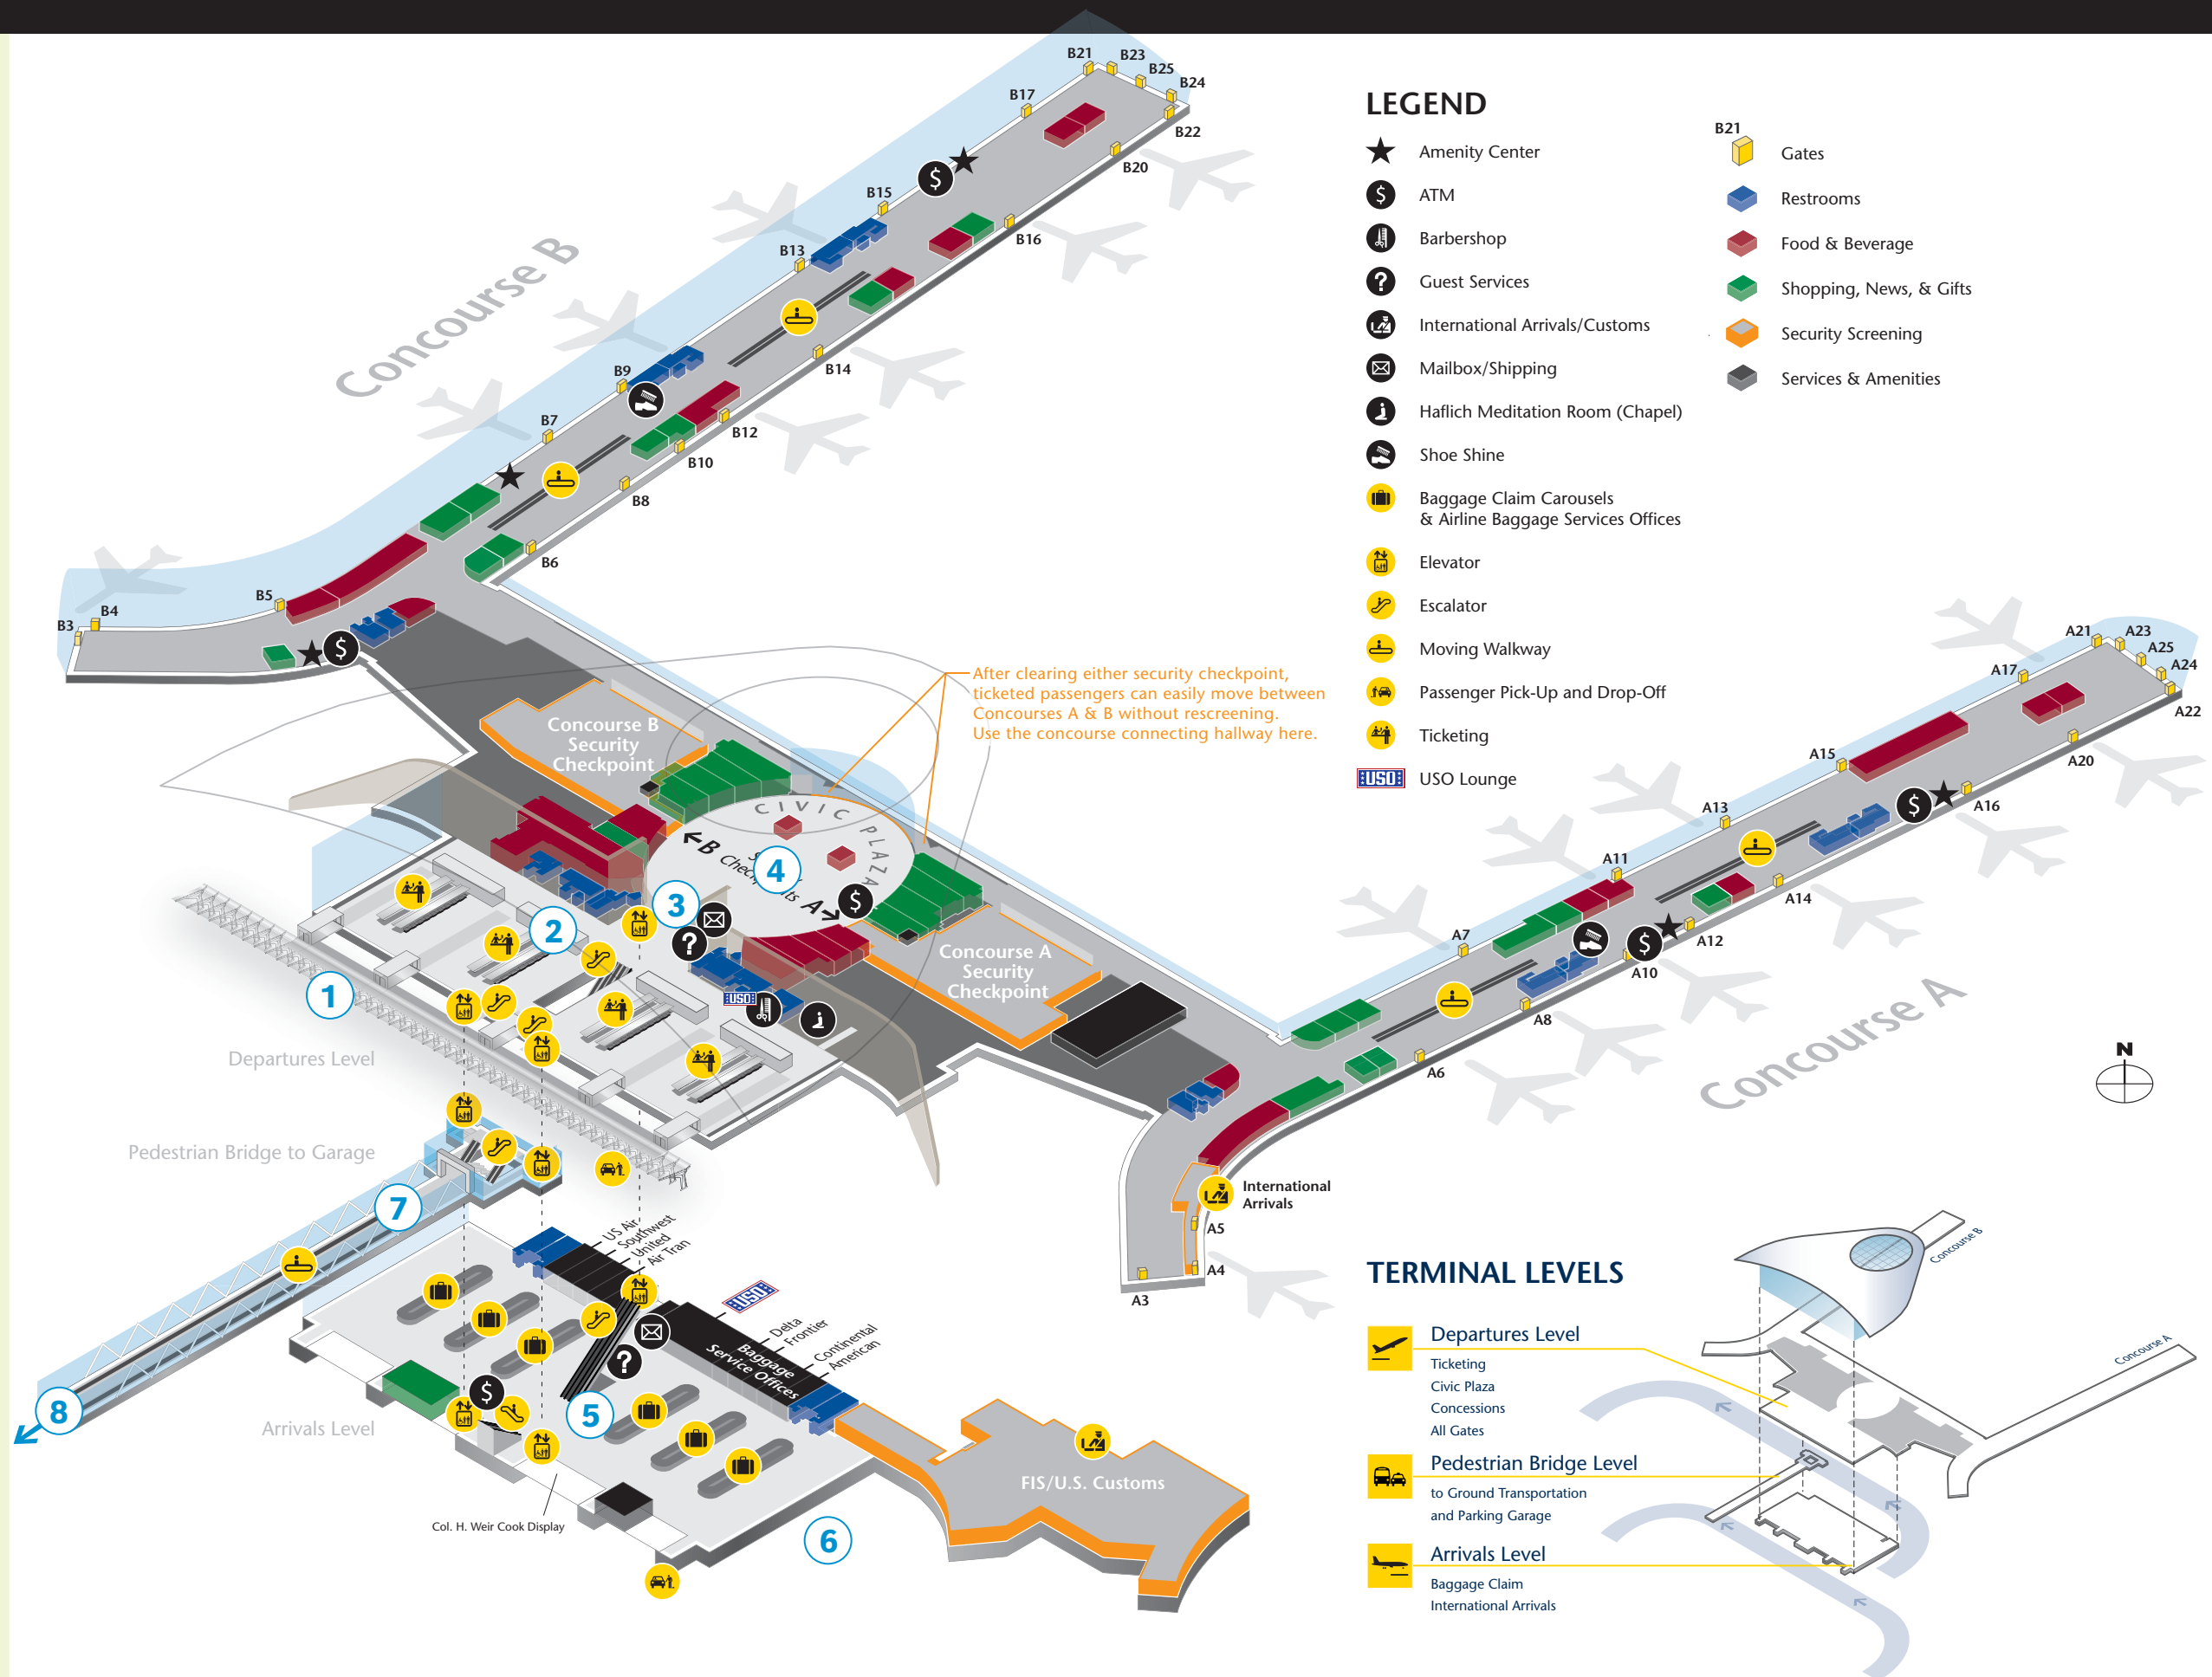 LEGEND
Amenity Center
$
ATM
Barbershop
?
Guest Services
International Arrivals/Customs
Mailbox/Shipping
Haflich Meditation Room (Chapel)
Shoe Shine
Baggage Claim Carousels
& Airline Baggage Services Offices
Elevator
Escalator
Moving Walkway
Passenger Pick-Up and Drop-Off
Ticketing
USO
USO Lounge
B21
Gates
Restrooms
Food & Beverage
Shopping, News, & Gifts
Security Screening
Services & Amenities
Concourse B
B21
B23
B25
B24
B22
B17
B20
B15
$
B16
B13
B14
B9
B12
B7
B10
B8
B6
B5
B4
B3
$
After clearing either security checkpoint,
ticketed passengers can easily move between
Concourses A & B without rescreening.
Use the concourse connecting hallway here.
Concourse B
Security
Checkpoint
CIVIC PLAZA
B
A
$
4
3
2
1
?
USO
Concourse A
Security
Checkpoint
Concourse A
A21
A23
A25
A24
A22
A17
A20
A15
A16
$
A13
A14
A11
A12
$
A10
A7
A8
A6
International
Arrivals
A5
A4
A3
N
Departures Level
Pedestrian Bridge to Garage
7
8
US Air
Southwest
United
Air Tran
USO
Delta
Frontier
Continental
American
Baggage
Service Offices
?
$
5
Arrivals Level
Col. H. Weir Cook Display
6
FIS/U.S. Customs
TERMINAL LEVELS
Departures Level
Ticketing
Civic Plaza
Concessions
All Gates
Pedestrian Bridge Level
to Ground Transportation
and Parking Garage
Arrivals Level
Baggage Claim
International Arrivals
Concourse B
Concourse A